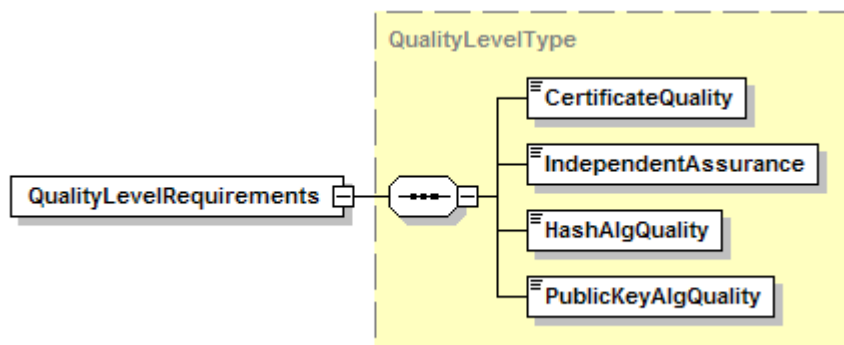 QualityLevelType
CertificateQuality
IndependentAssurance
QualityLevelRequirements
HashAlgQuality
PublicKeyAlgQuality